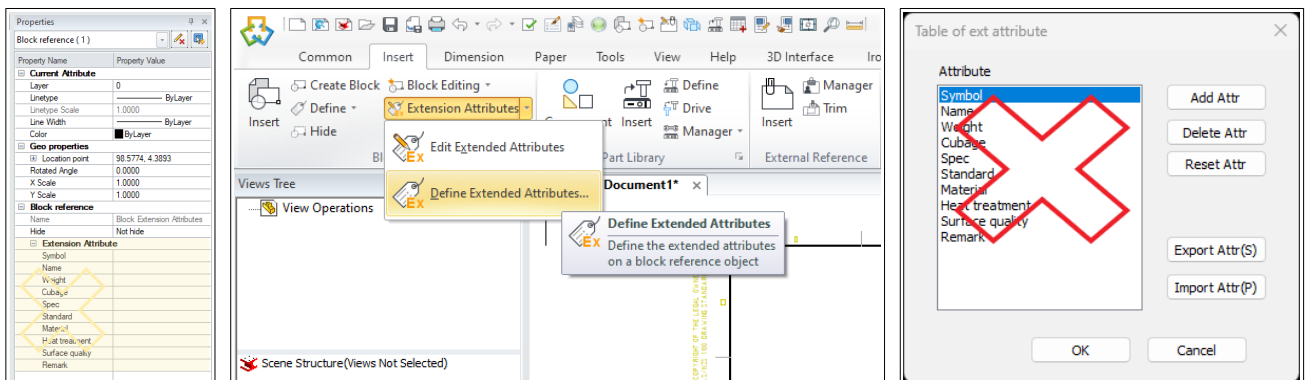 Properties
Block reference ( 1 )
Property Name Property Value
Current Attribute
Layer 0
Linetype ByLayer
Linetype Scale 1.0000
Line Width ByLayer
Color ByLayer
Geo properties
Location point 98.5774, 4.3893
Rotated Angle 0.0000
X Scale 1.0000
Y Scale 1.0000
Block reference
Name Block Extension Attributes
Hide Not hide
Extension Attribute
Symbol
Name
Weight
Cubage
Spec
Standard
Material
Heat treatment
Surface quality
Remark
Common Insert Dimension Paper Tools View Help 3D Interface Iro
Insert
Create Block Block Editing
Define Extension Attributes
Hide
Edit Extended Attributes
Define Extended Attributes...
Insert
Define
Drive
Manager
Part Library
Insert
Manager
Trim
External Reference
Views Tree
View Operations
Document1*
Define Extended Attributes
Define the extended attributes
on a block reference object
Scene Structure(Views Not Selected)
Table of ext attribute
Attribute
Symbol
Name
Weight
Cubage
Spec
Standard
Material
Heat treatment
Surface quality
Remark
Add Attr
Delete Attr
Reset Attr
Export Attr(S)
Import Attr(P)
OK Cancel